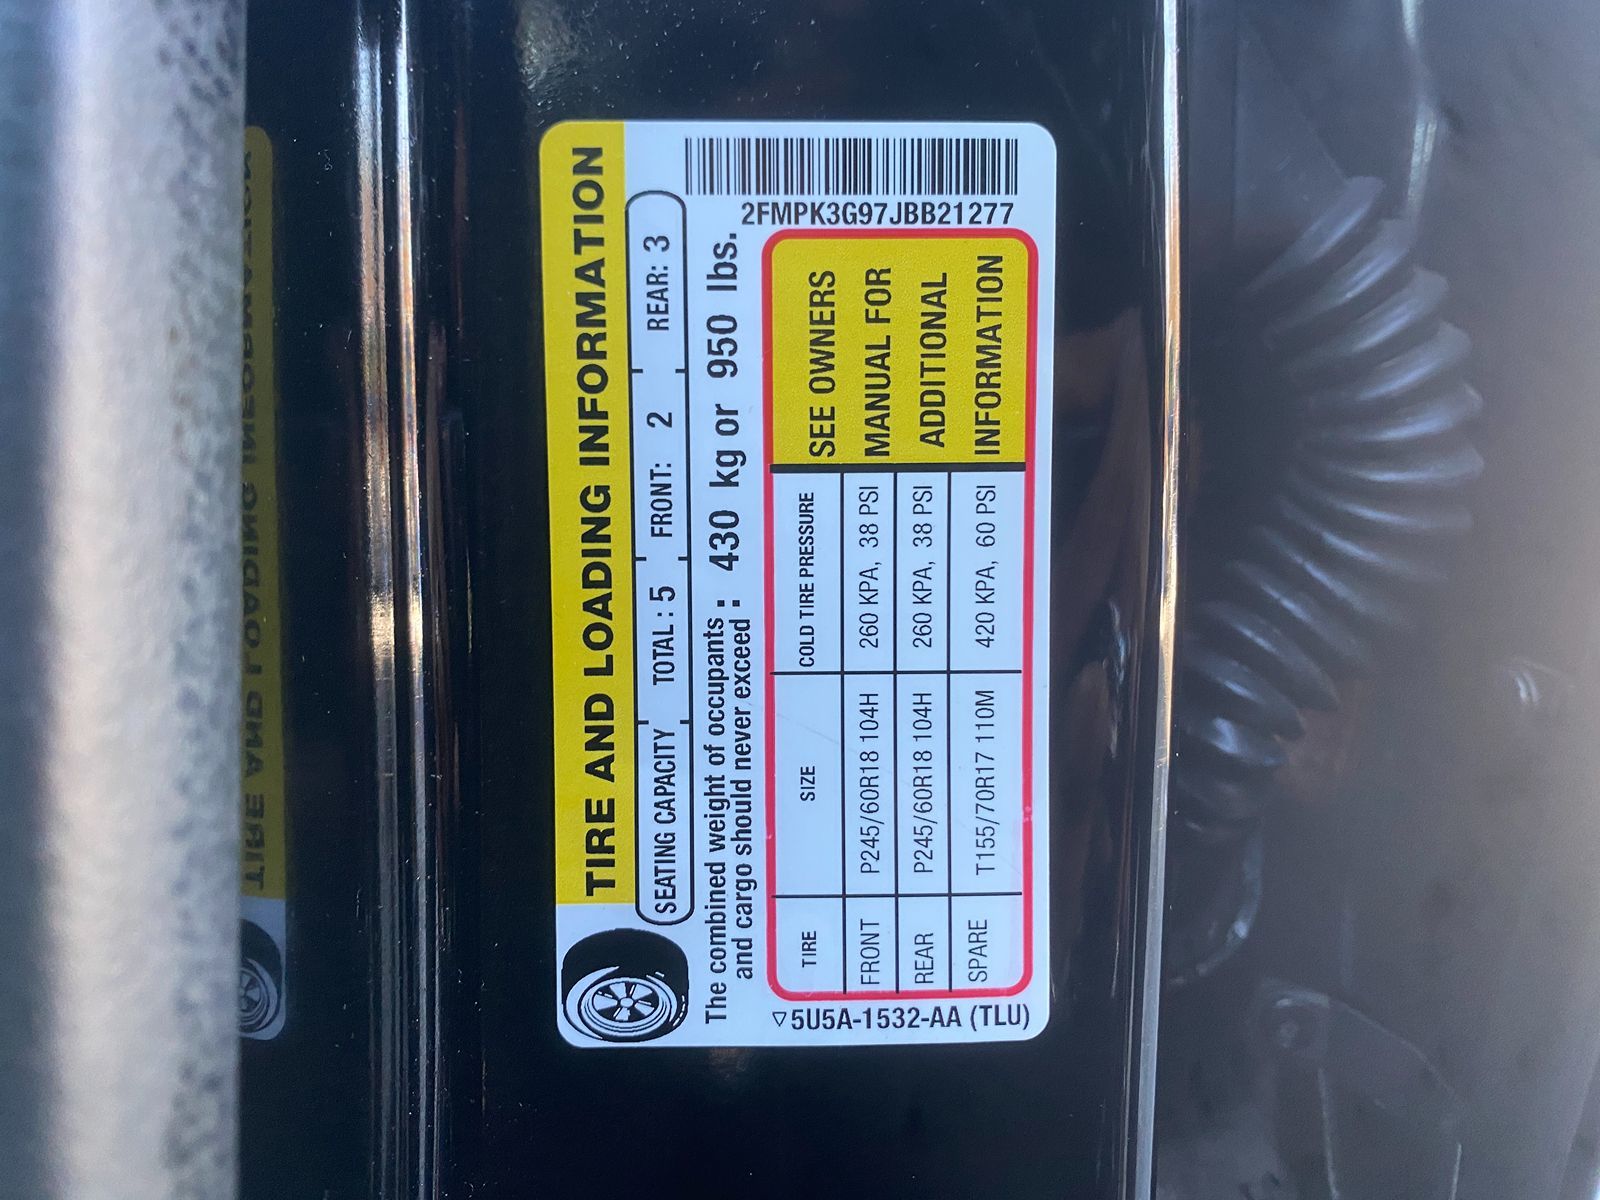 TIRE AND LOADING INFORMATION
SEATING CAPACITY TOTAL : 5 FRONT: 2 REAR: 3
The combined weight of occupants
and cargo should never exceed : 430 kg or 950 lbs.
2FMPK3G97JBB21277
TIRE SIZE COLD TIRE PRESSURE
FRONT P245/60R18 104H 260 KPA, 38 PSI
REAR P245/60R18 104H 260 KPA, 38 PSI
SPARE T155/70R17 110M 420 KPA, 60 PSI
SEE OWNERS
MANUAL FOR
ADDITIONAL
INFORMATION
5U5A-1532-AA (TLU)